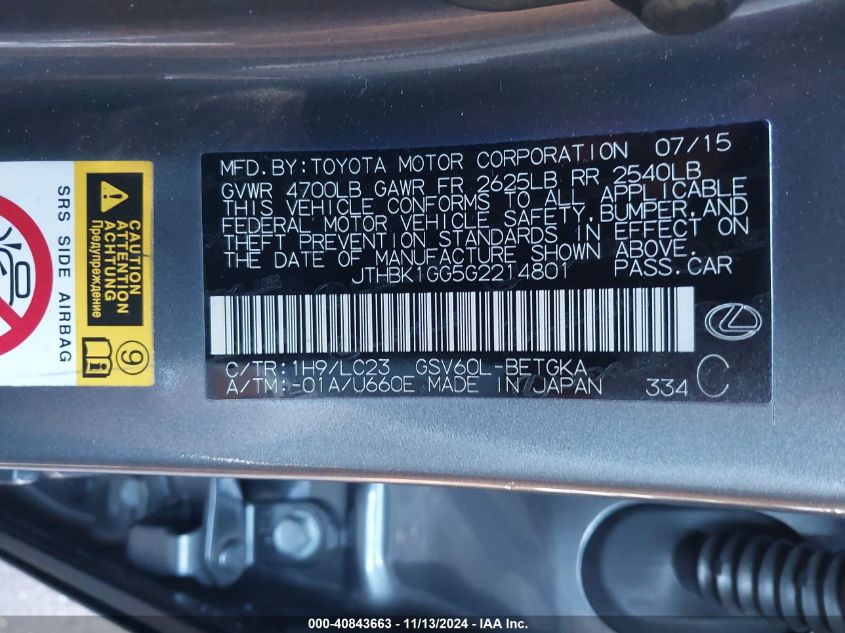 MFD.BY:TOYOTA MOTOR CORPORATION 07/15
GVWR 4700LB GAWR FR 2625LB RR 2540LB
THIS VEHICLE CONFORMS TO ALL APPLICABLE
FEDERAL MOTOR VEHICLE SAFETY,BUMPER,AND
THEFT PREVENTION STANDARDS IN EFFECT ON
THE DATE OF MANUFACTURE SHOWN ABOVE.
JTHBK1GG5G2214801 PASS.CAR
C/TR:1H9/LC23 GSV60L-BETGKA
A/TM:-01A/U660E MADE IN JAPAN 334 C
SRS SIDE AIRBAG
CAUTION
ATTENTION
ACHTUNG
Предупреждение
9
000-40843663 - 11/13/2024 - IAA Inc.